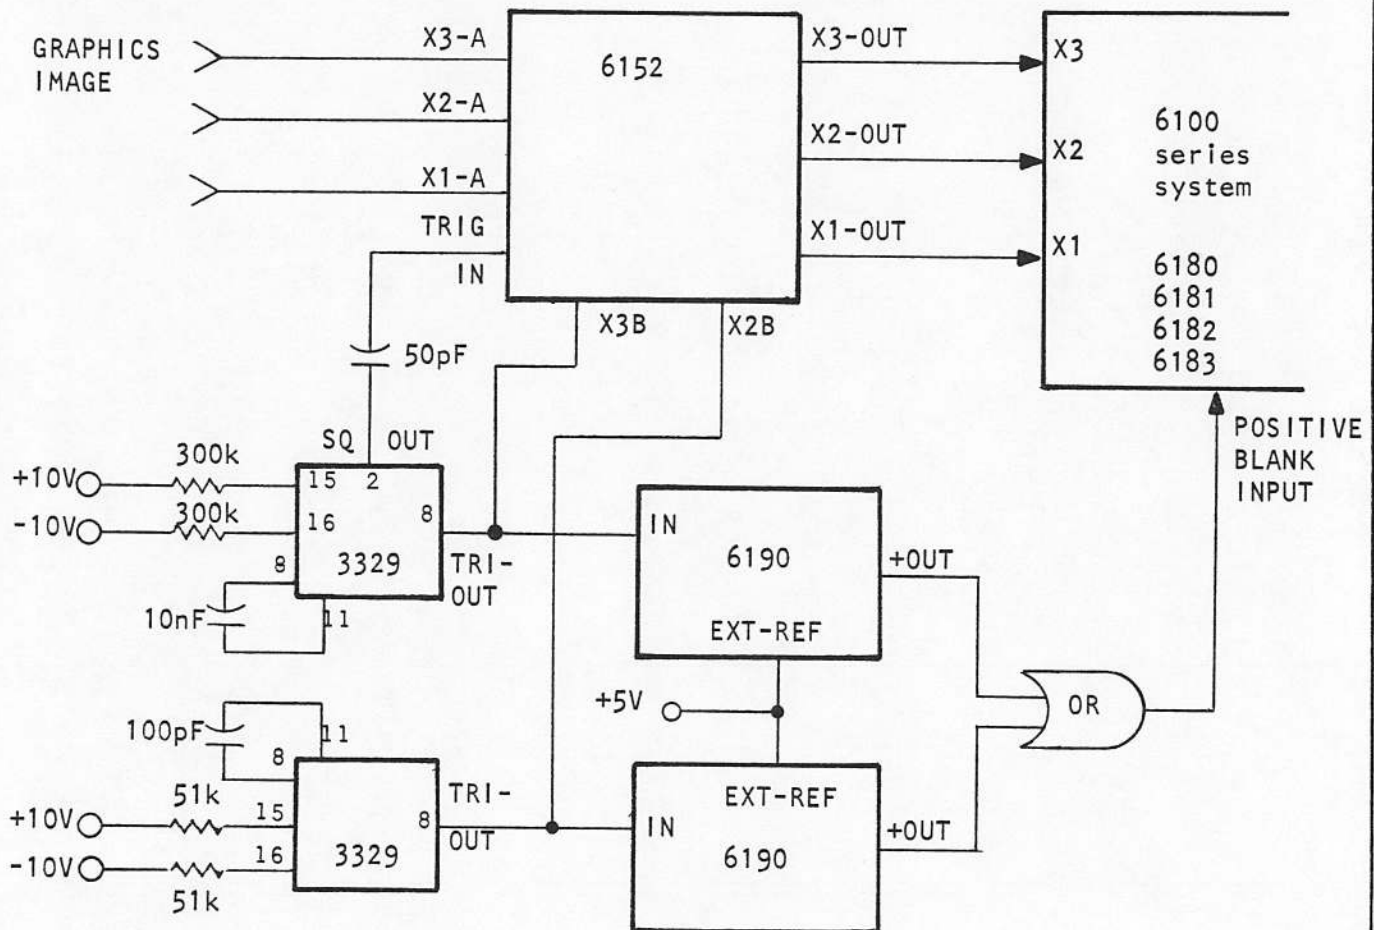 GRAPHICS
IMAGE
X3-A
X2-A
X1-A
TRIG
IN
6152
X3-OUT
X2-OUT
X1-OUT
X3
X2
X1
6100
series
system
6180
6181
6182
6183
X3B
X2B
50pF
SQ OUT
300k
+10V
-10V
300k
15
2
16
8
8
3329
TRI-
OUT
10nF
11
IN
6190
+OUT
EXT-REF
POSITIVE
BLANK
INPUT
+5V
OR
100pF
11
8
51k
+10V
15
-10V
16
51k
8
3329
TRI-
OUT
EXT-REF
IN
6190
+OUT